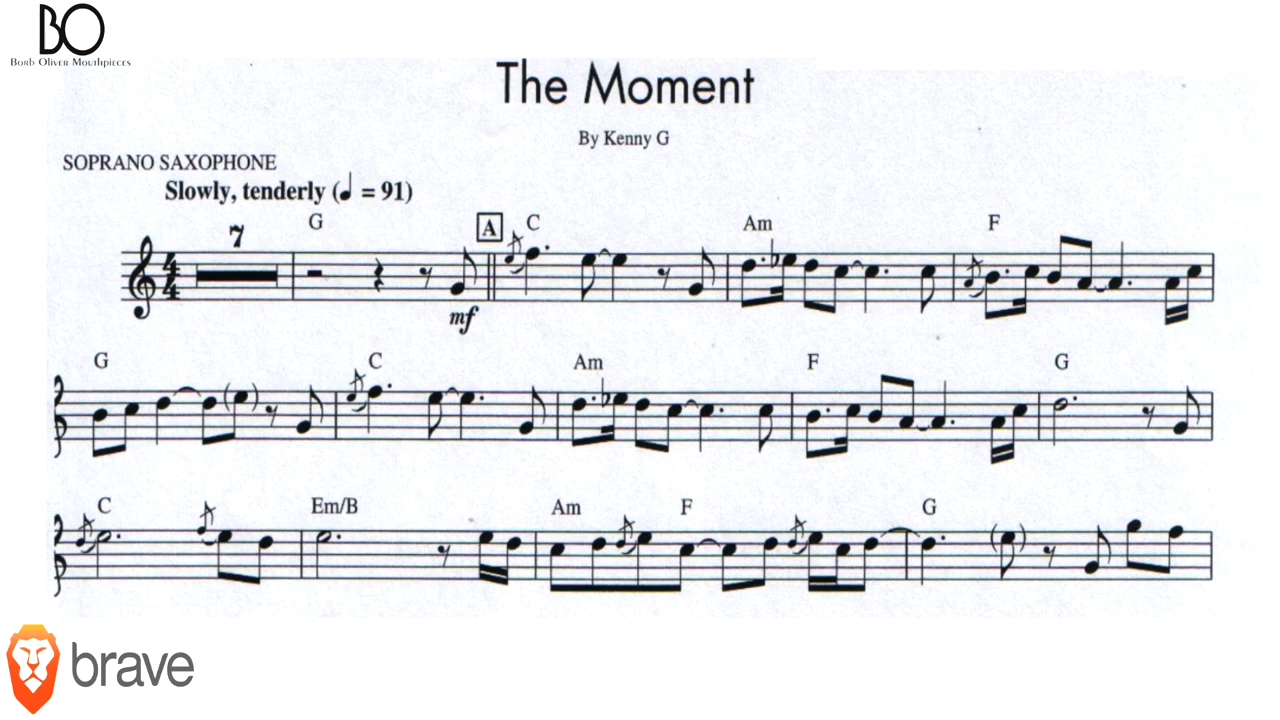 BO
Borb Oliver Mouthpieces
The Moment
By Kenny G
SOPRANO SAXOPHONE
Slowly, tenderly (♩ = 91)
7 G A C Am F
mf
G C Am F G
C Em/B Am F G
brave